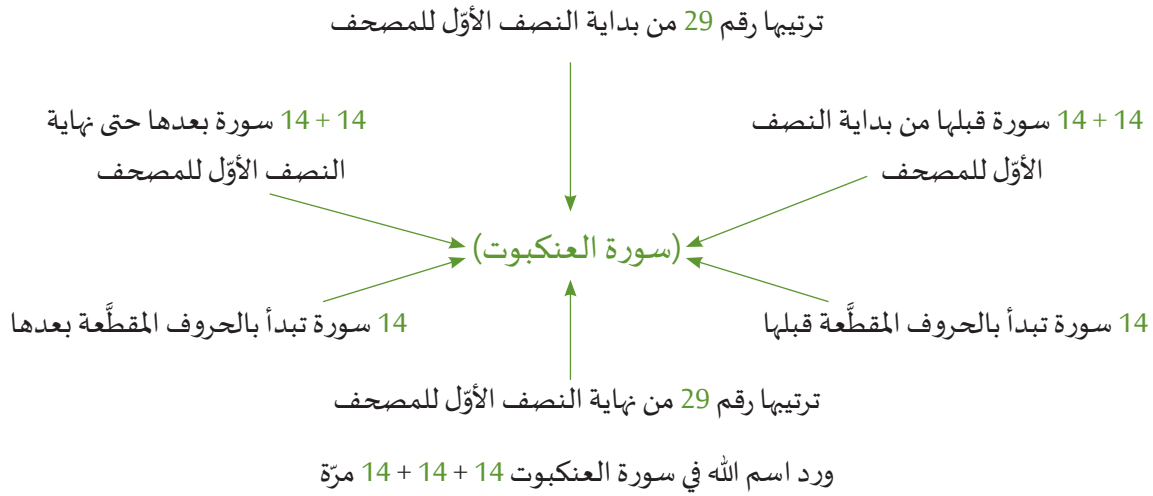 ترتيبها رقم 29 من بداية النصف الأوّل للمصحف
14 + 14 سورة قبلها من بداية النصف
الأوّل للمصحف
14 + 14 سورة بعدها حتى نهاية
النصف الأوّل للمصحف
(سورة العنكبوت)
14 سورة تبدأ بالحروف المقطَّعة قبلها
14 سورة تبدأ بالحروف المقطَّعة بعدها
ترتيبها رقم 29 من نهاية النصف الأوّل للمصحف
ورد اسم الله في سورة العنكبوت 14 + 14 + 14 مرّة